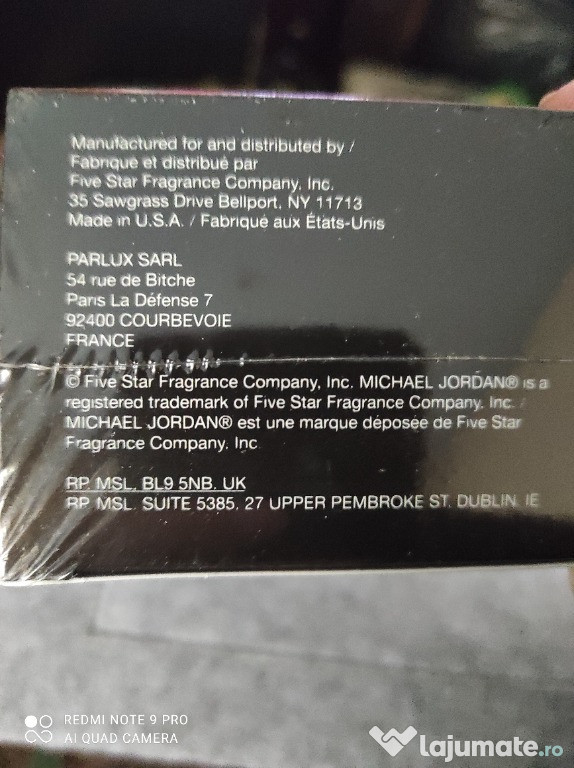 Manufactured for and distributed by /
Fabriqué et distribué par
Five Star Fragrance Company, Inc.
35 Sawgrass Drive Bellport, NY 11713
Made in U.S.A. / Fabriqué aux États-Unis
PARLUX SARL
54 rue de Bitche
Paris La Défense 7
92400 COURBEVOIE
FRANCE
© Five Star Fragrance Company, Inc. MICHAEL JORDAN® is a
registered trademark of Five Star Fragrance Company, Inc. /
MICHAEL JORDAN® est une marque déposée de Five Star
Fragrance Company, Inc.
RP. MSL, BL9 5NB, UK
RP. MSL. SUITE 5385, 27 UPPER PEMBROKE ST. DUBLIN. IE
REDMI NOTE 9 PRO
AI QUAD CAMERA
lajumate.ro